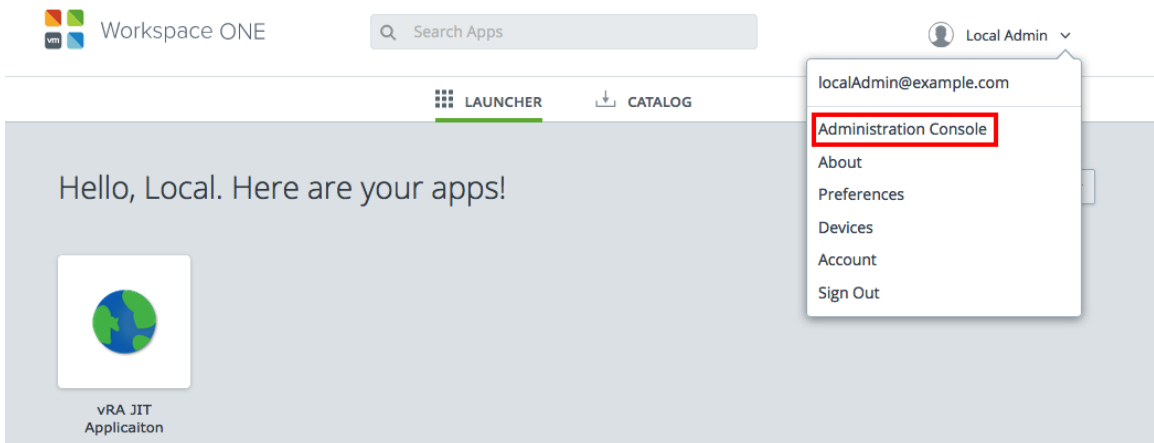 vm Workspace ONE
Search Apps
Local Admin
localAdmin@example.com
LAUNCHER
CATALOG
Administration Console
About
Preferences
Devices
Account
Sign Out
Hello, Local. Here are your apps!
vRA JIT
Applicaiton